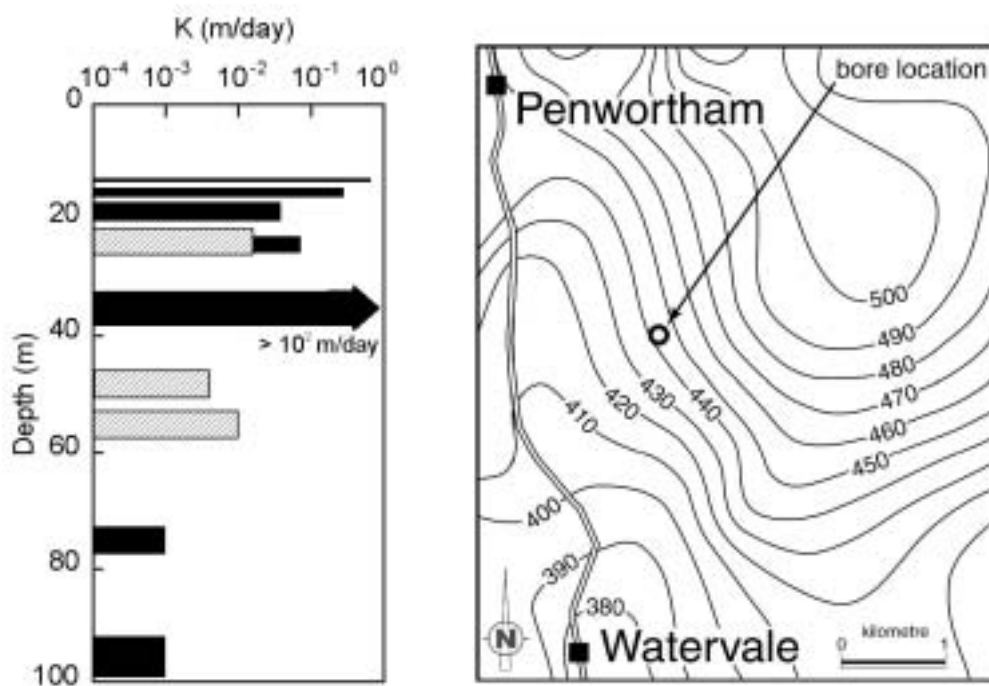 K (m/day)
10⁻⁴ 10⁻³ 10⁻² 10⁻¹ 10⁰
0
20
40
60
80
100
Depth (m)
> 10² m/day
bore location
Penwortham
500
490
480
470
460
450
440
430
420
410
400
390
380
N
Watervale
kilometre
0 1